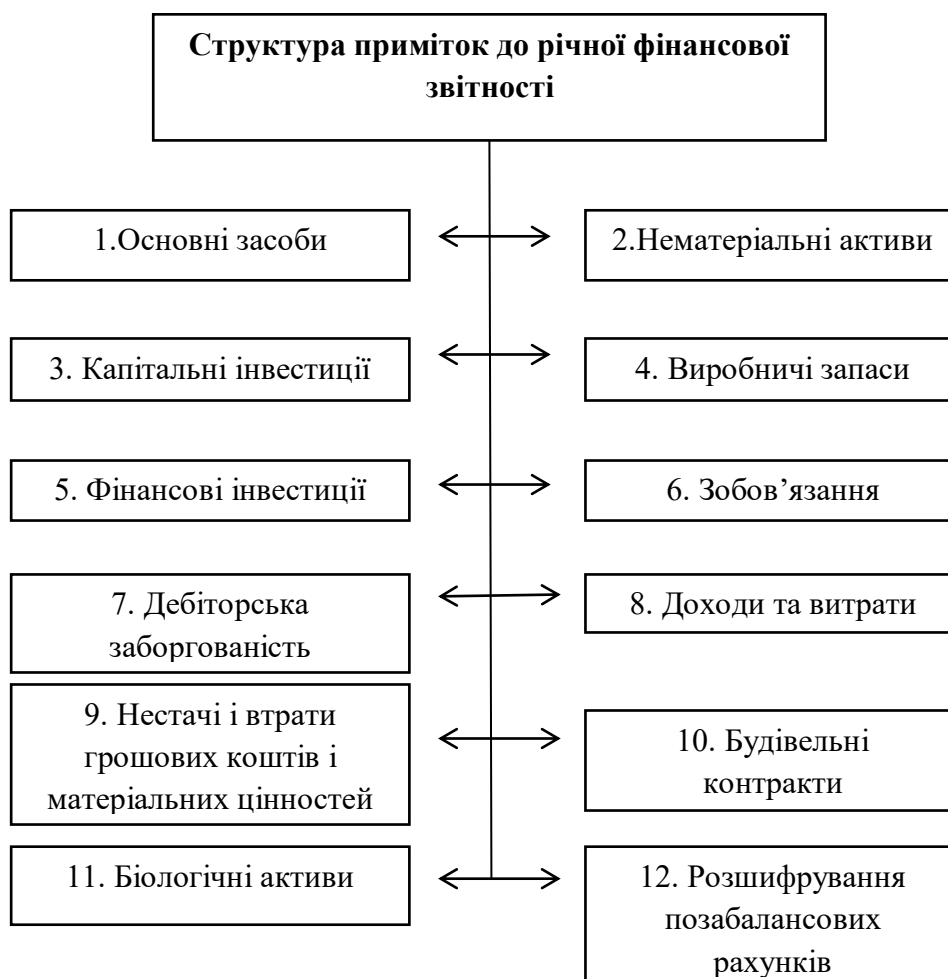 Структура приміток до річної фінансової
звітності
1.Основні засоби
2.Нематеріальні активи
3. Капітальні інвестиції
4. Виробничі запаси
5. Фінансові інвестиції
6. Зобов’язання
7. Дебіторська
заборгованість
8. Доходи та витрати
9. Нестачі і втрати
грошових коштів і
матеріальних цінностей
10. Будівельні
контракти
11. Біологічні активи
12. Розшифрування
позабалансових
рахунків